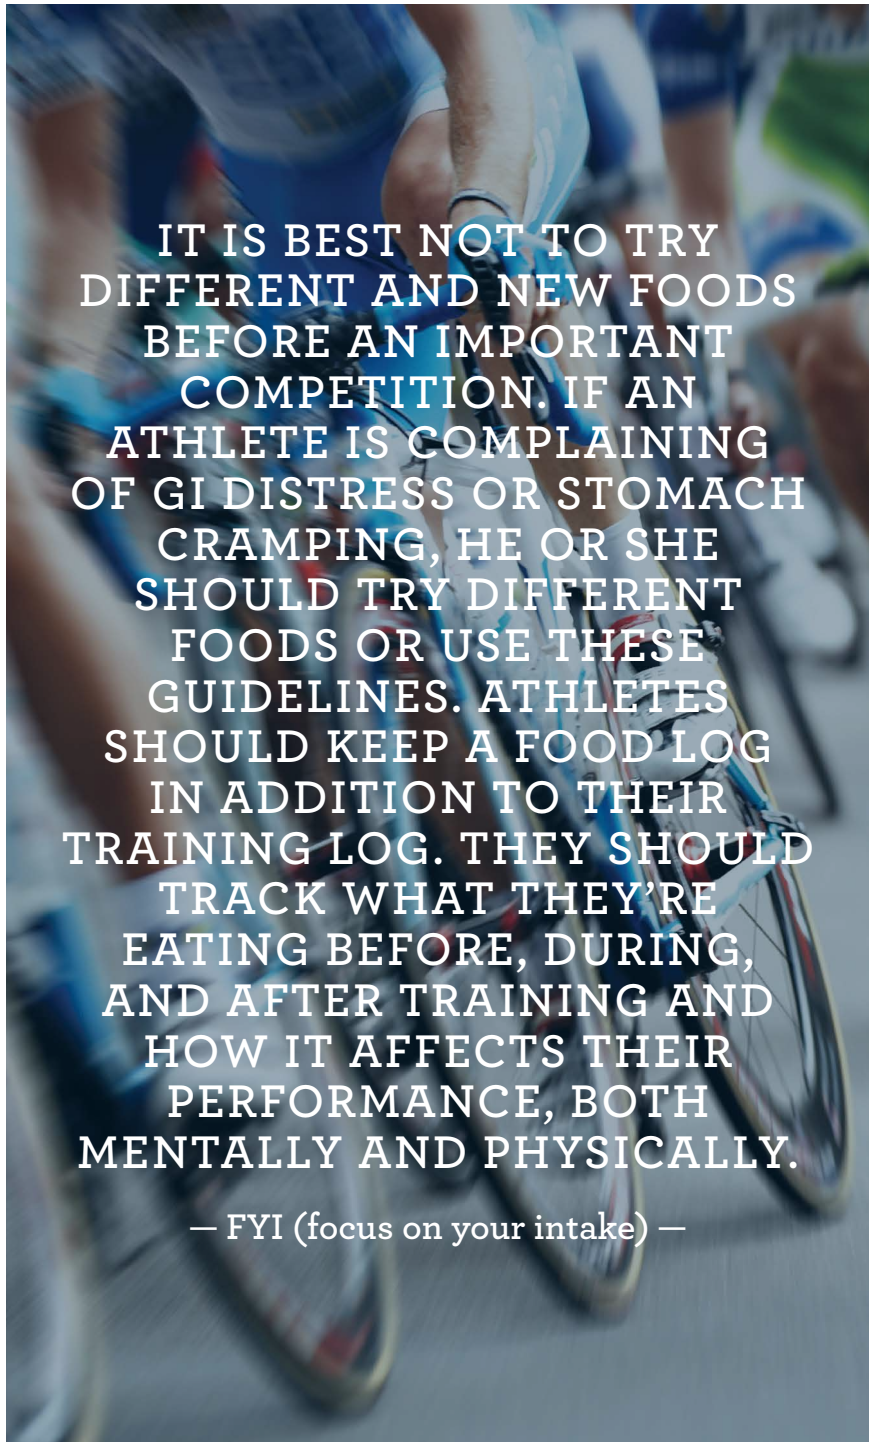 IT IS BEST NOT TO TRY
DIFFERENT AND NEW FOODS
BEFORE AN IMPORTANT
COMPETITION. IF AN
ATHLETE IS COMPLAINING
OF GI DISTRESS OR STOMACH
CRAMPING, HE OR SHE
SHOULD TRY DIFFERENT
FOODS OR USE THESE
GUIDELINES. ATHLETES
SHOULD KEEP A FOOD LOG
IN ADDITION TO THEIR
TRAINING LOG. THEY SHOULD
TRACK WHAT THEY’RE
EATING BEFORE, DURING,
AND AFTER TRAINING AND
HOW IT AFFECTS THEIR
PERFORMANCE, BOTH
MENTALLY AND PHYSICALLY.
— FYI (focus on your intake) —